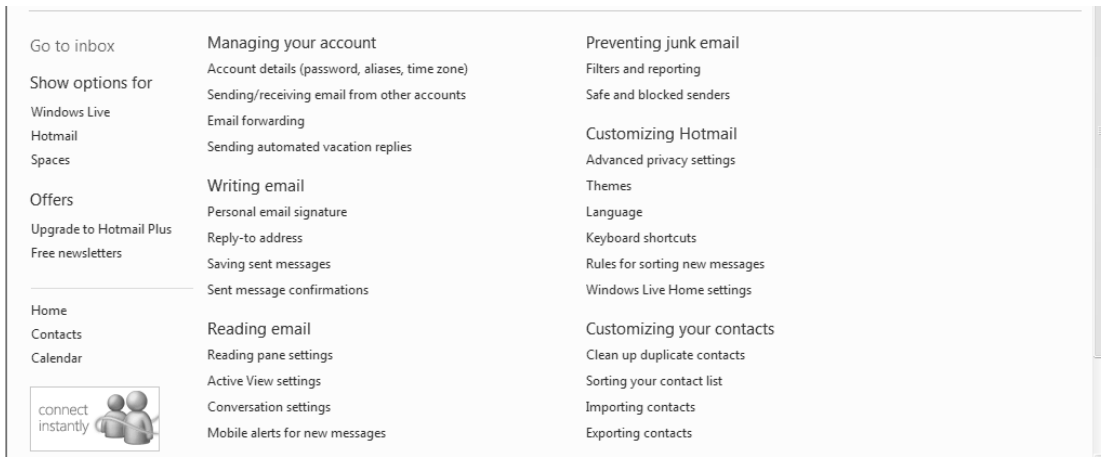 Go to inbox
Show options for
Windows Live
Hotmail
Spaces
Offers
Upgrade to Hotmail Plus
Free newsletters
Home
Contacts
Calendar
connect
instantly
Managing your account
Account details (password, aliases, time zone)
Sending/receiving email from other accounts
Email forwarding
Sending automated vacation replies
Writing email
Personal email signature
Reply-to address
Saving sent messages
Sent message confirmations
Reading email
Reading pane settings
Active View settings
Conversation settings
Mobile alerts for new messages
Preventing junk email
Filters and reporting
Safe and blocked senders
Customizing Hotmail
Advanced privacy settings
Themes
Language
Keyboard shortcuts
Rules for sorting new messages
Windows Live Home settings
Customizing your contacts
Clean up duplicate contacts
Sorting your contact list
Importing contacts
Exporting contacts